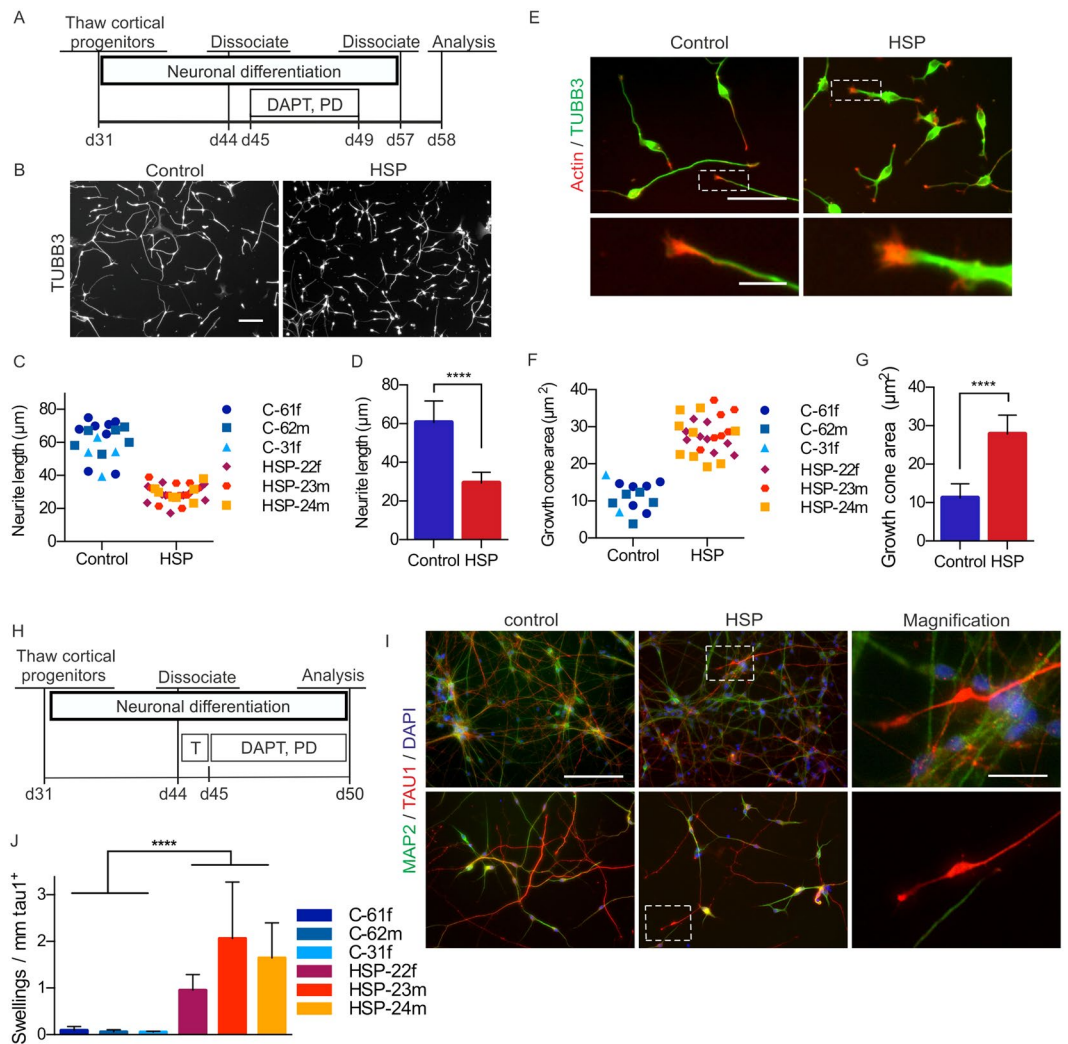 A
Thaw cortical
progenitors
Dissociate
Dissociate
Analysis
Neuronal differentiation
DAPT, PD
d31
d44
d45
d49
d57
d58
B
Control
HSP
TUBB3
C
Neurite length (µm)
80
60
40
20
0
Control
HSP
C-61f
C-62m
C-31f
HSP-22f
HSP-23m
HSP-24m
D
Neurite length (µm)
80
60
40
20
0
****
Control
HSP
E
Control
HSP
Actin / TUBB3
F
Growth cone area (µm²)
40
30
20
10
0
Control
HSP
C-61f
C-62m
C-31f
HSP-22f
HSP-23m
HSP-24m
G
Growth cone area (µm²)
40
30
20
10
0
****
Control
HSP
H
Thaw cortical
progenitors
Dissociate
Analysis
Neuronal differentiation
T
DAPT, PD
d31
d44
d45
d50
I
control
HSP
Magnification
MAP2 / TAU1 / DAPI
J
Swellings / mm tau1⁺
3
2
1
0
****
C-61f
C-62m
C-31f
HSP-22f
HSP-23m
HSP-24m